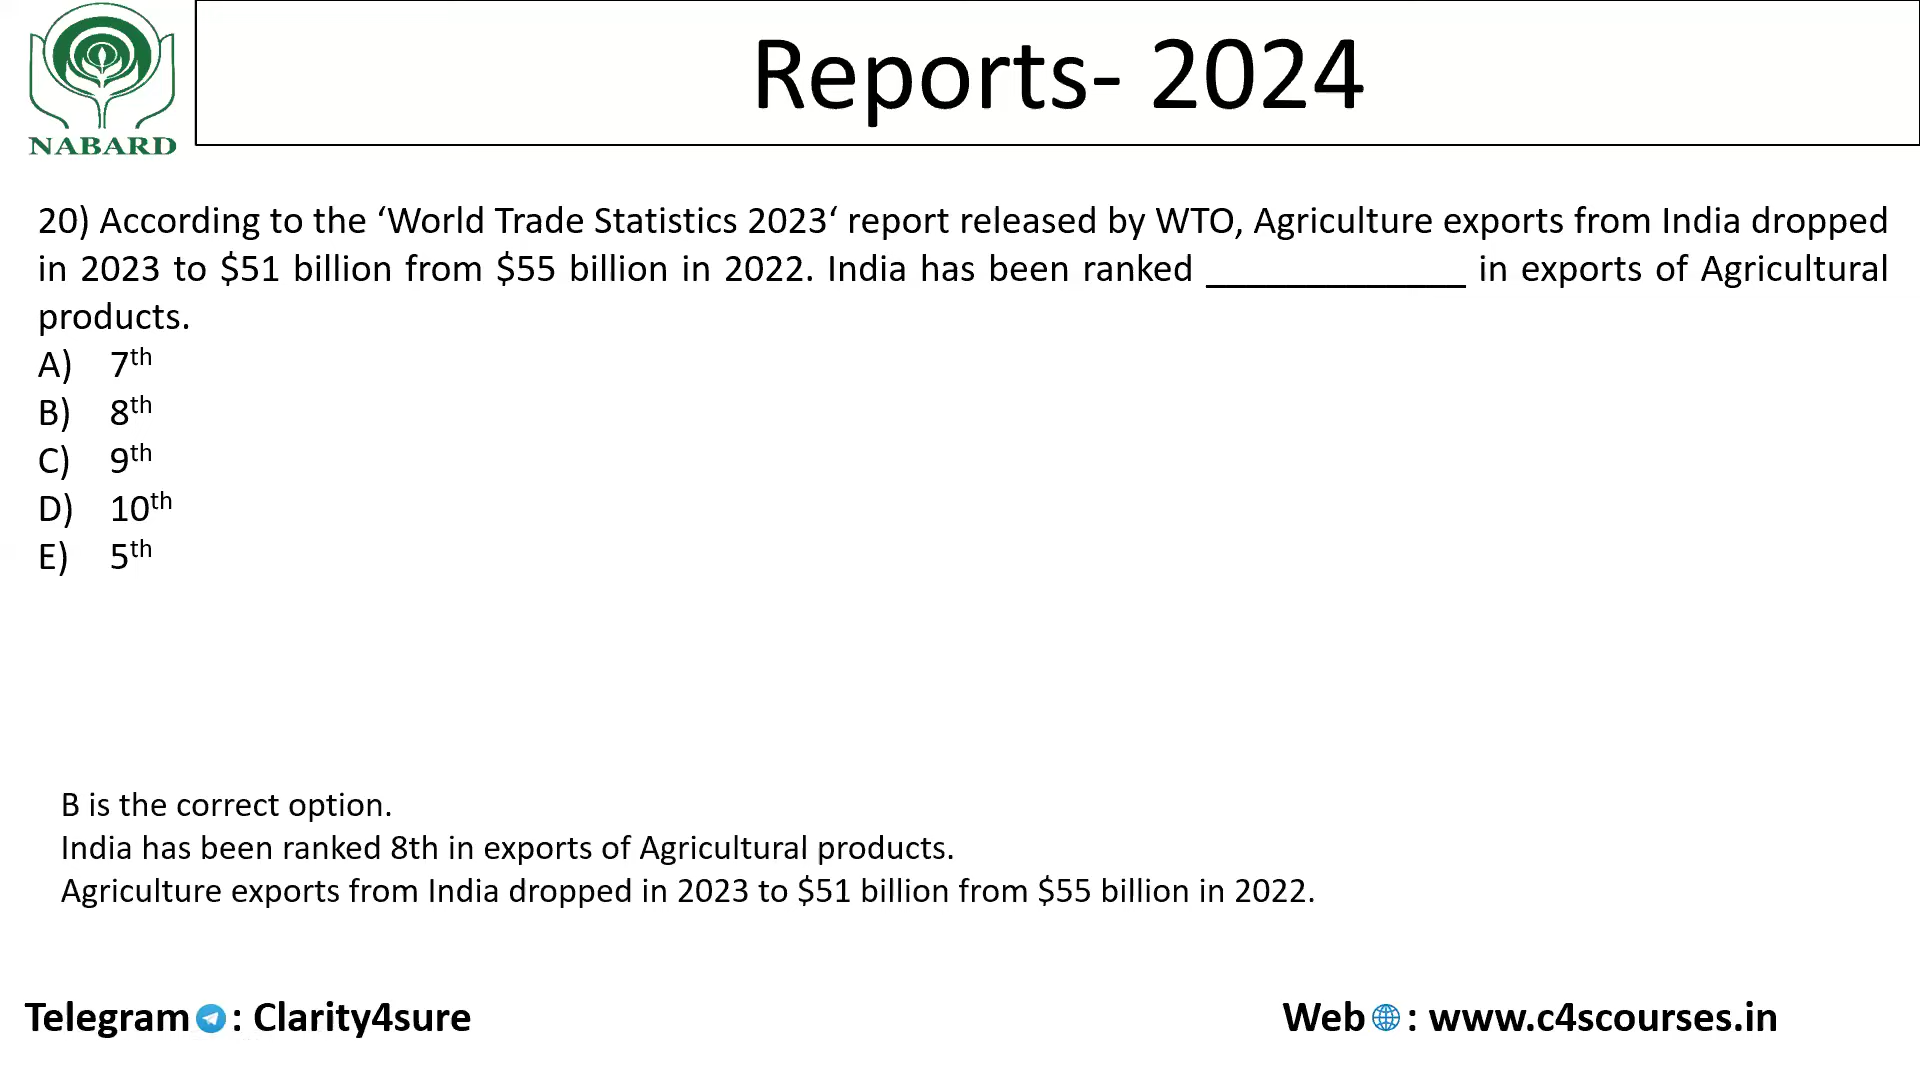 NABARD
Reports- 2024
20) According to the ‘World Trade Statistics 2023‘ report released by WTO, Agriculture exports from India dropped
in 2023 to $51 billion from $55 billion in 2022. India has been ranked _____________ in exports of Agricultural
products.
A) 7th
B) 8th
C) 9th
D) 10th
E) 5th
B is the correct option.
India has been ranked 8th in exports of Agricultural products.
Agriculture exports from India dropped in 2023 to $51 billion from $55 billion in 2022.
Telegram : Clarity4sure
Web : www.c4scourses.in